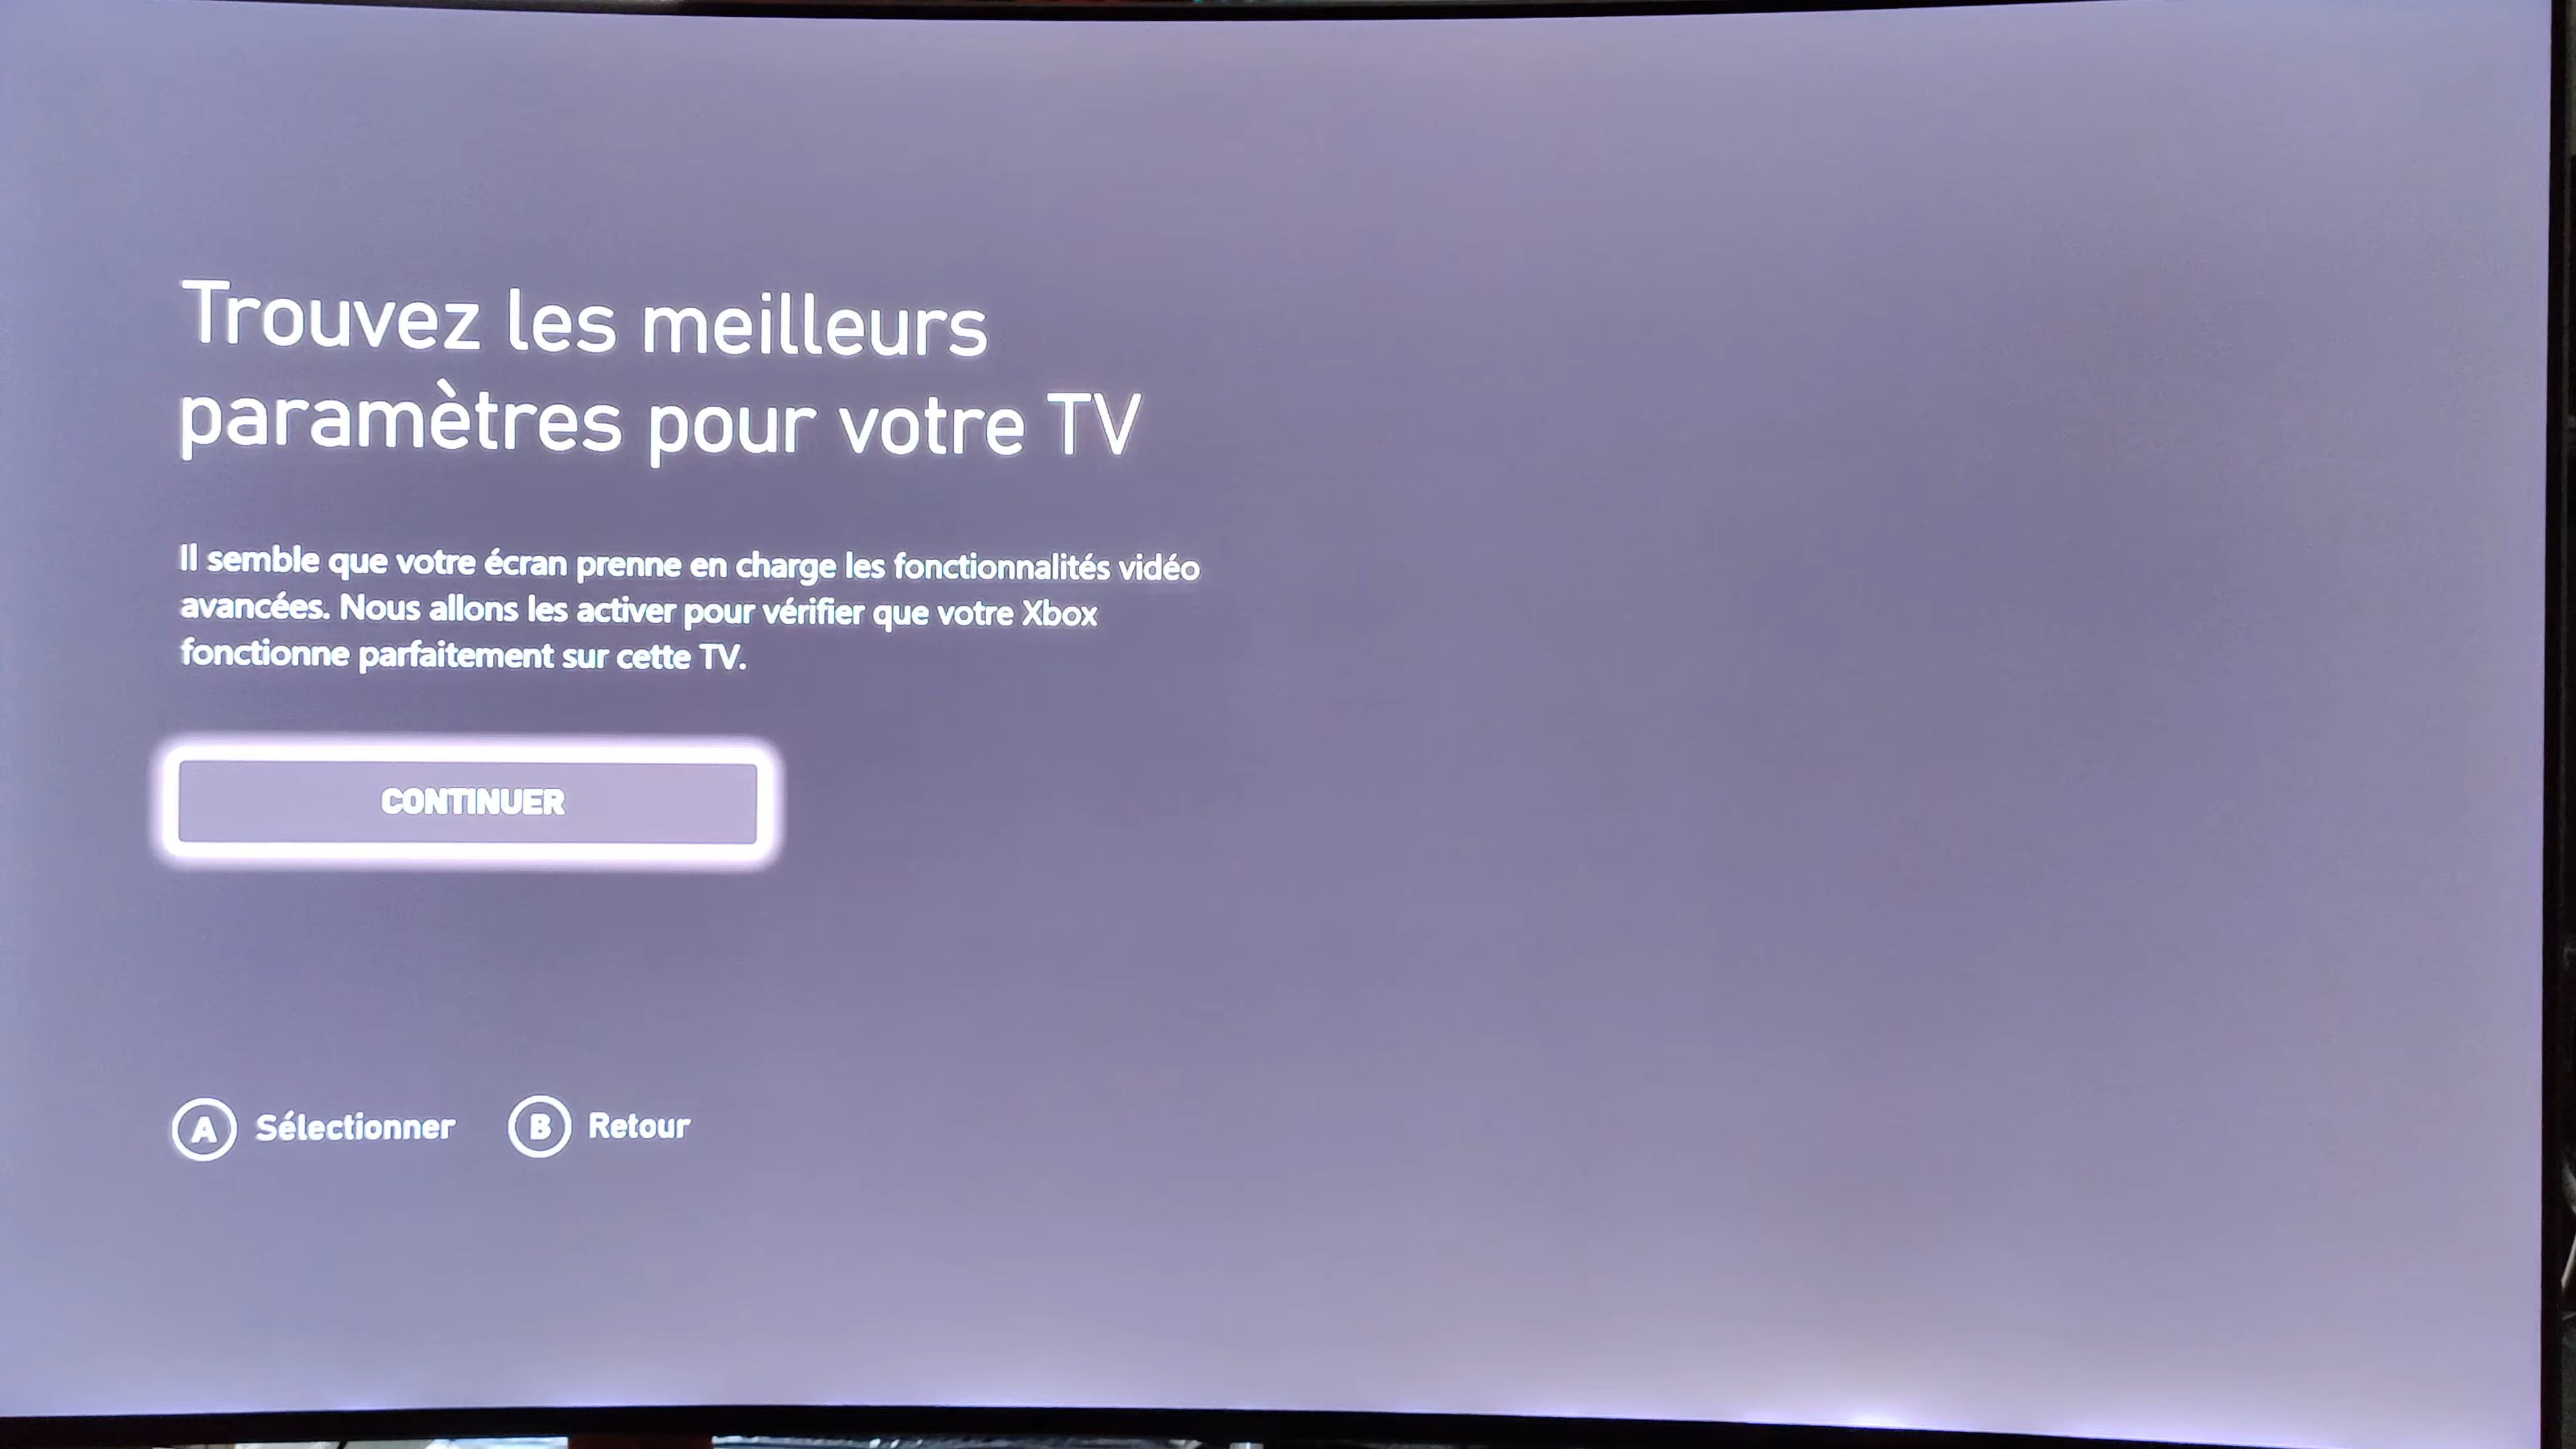 Trouvez les meilleurs
paramètres pour votre TV
Il semble que votre écran prenne en charge les fonctionnalités vidéo
avancées. Nous allons les activer pour vérifier que votre Xbox
fonctionne parfaitement sur cette TV.
CONTINUER
A Sélectionner B Retour